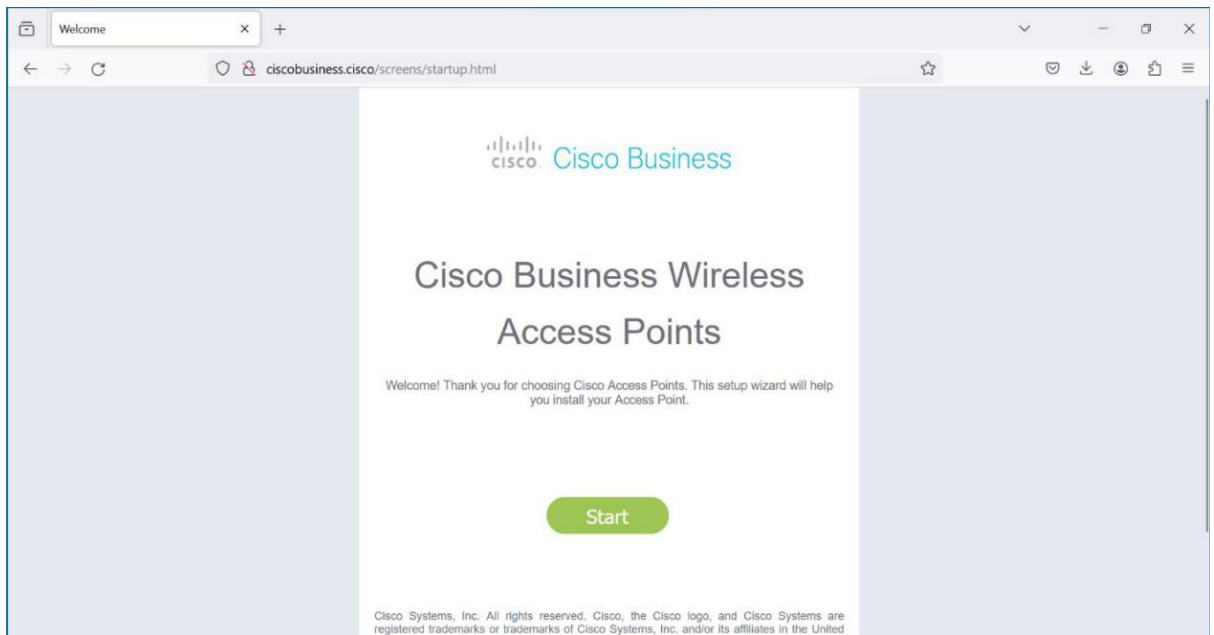 Welcome
ciscobusiness.cisco/screens/startup.html
CISCO. Cisco Business
Cisco Business Wireless
Access Points
Welcome! Thank you for choosing Cisco Access Points. This setup wizard will help
you install your Access Point.
Start
Cisco Systems, Inc. All rights reserved. Cisco, the Cisco logo, and Cisco Systems are
registered trademarks or trademarks of Cisco Systems, Inc. and/or its affiliates in the United